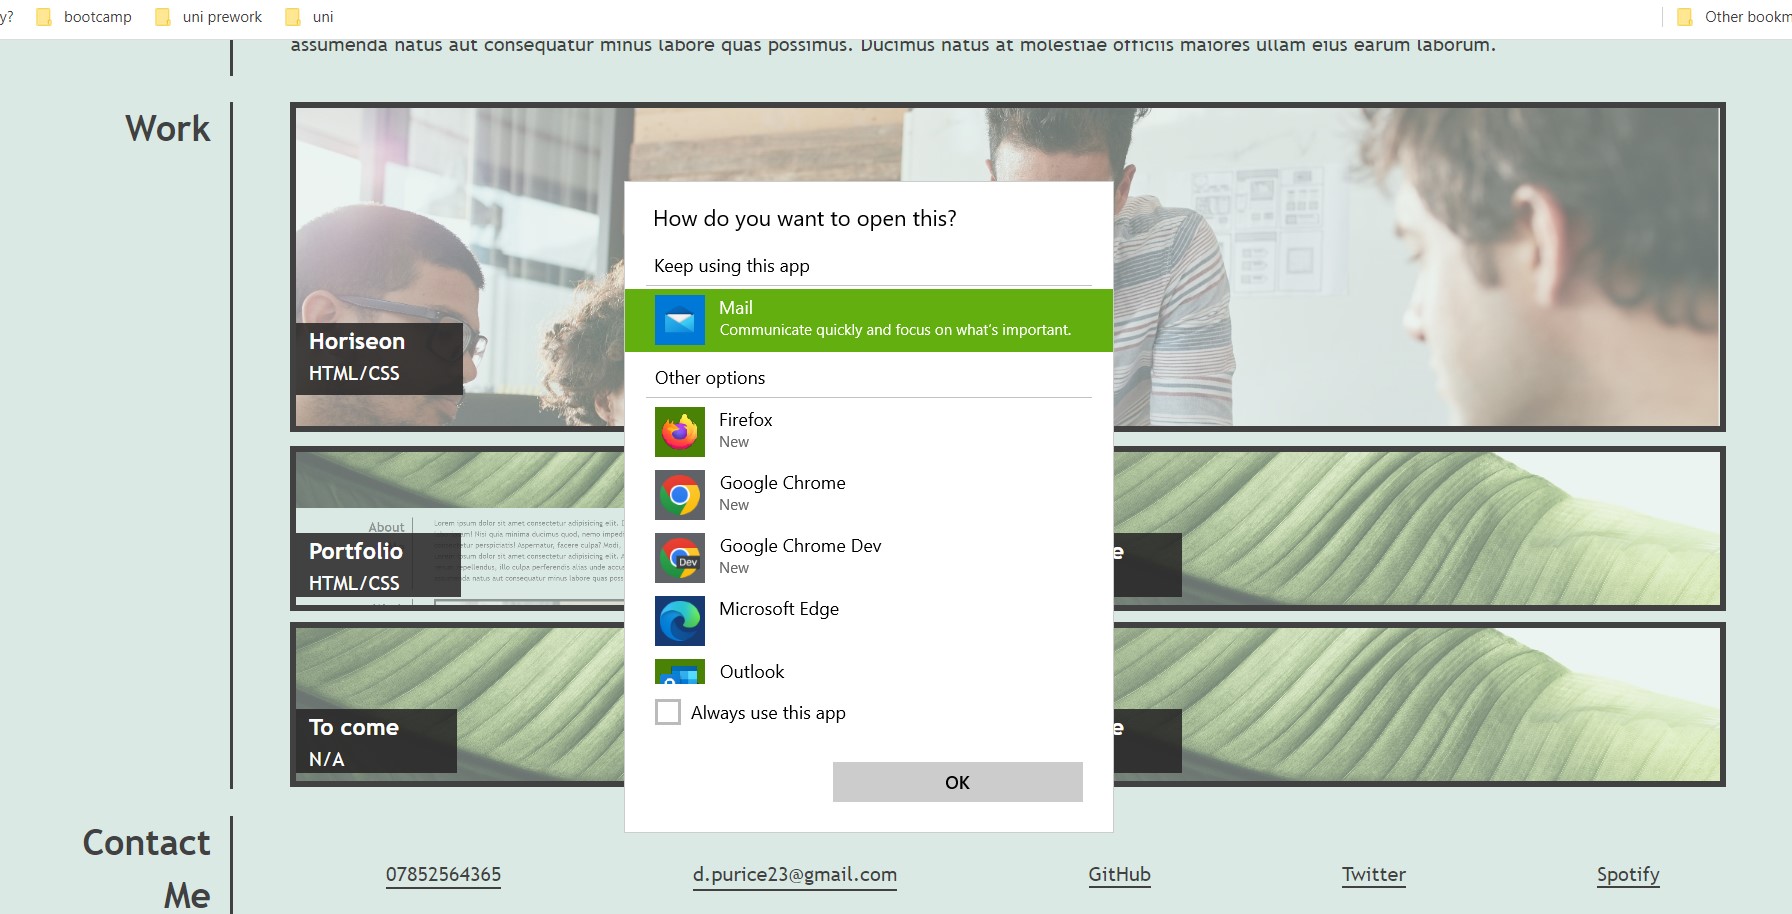 y?
bootcamp
uni prework
uni
Other bookm
assumenda natus aut consequatur minus labore quas possimus. Ducimus natus at molestiae officiis maiores ullam eius earum laborum.
Work
Horiseon
HTML/CSS
About
Portfolio
HTML/CSS
e
To come
N/A
e
How do you want to open this?
Keep using this app
Mail
Communicate quickly and focus on what's important.
Other options
Firefox
New
Google Chrome
New
Google Chrome Dev
New
Dev
Microsoft Edge
Outlook
Always use this app
OK
Contact
Me
07852564365
d.purice23@gmail.com
GitHub
Twitter
Spotify